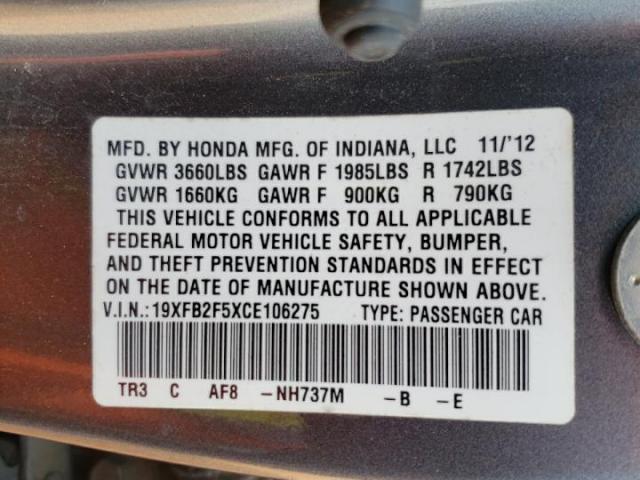 MFD. BY HONDA MFG. OF INDIANA, LLC 11/'12
GVWR 3660LBS GAWR F 1985LBS R 1742LBS
GVWR 1660KG GAWR F 900KG R 790KG
THIS VEHICLE CONFORMS TO ALL APPLICABLE
FEDERAL MOTOR VEHICLE SAFETY, BUMPER,
AND THEFT PREVENTION STANDARDS IN EFFECT
ON THE DATE OF MANUFACTURE SHOWN ABOVE.
V.I.N.:19XFB2F5XCE106275 TYPE: PASSENGER CAR
TR3 C AF8 -NH737M -B -E